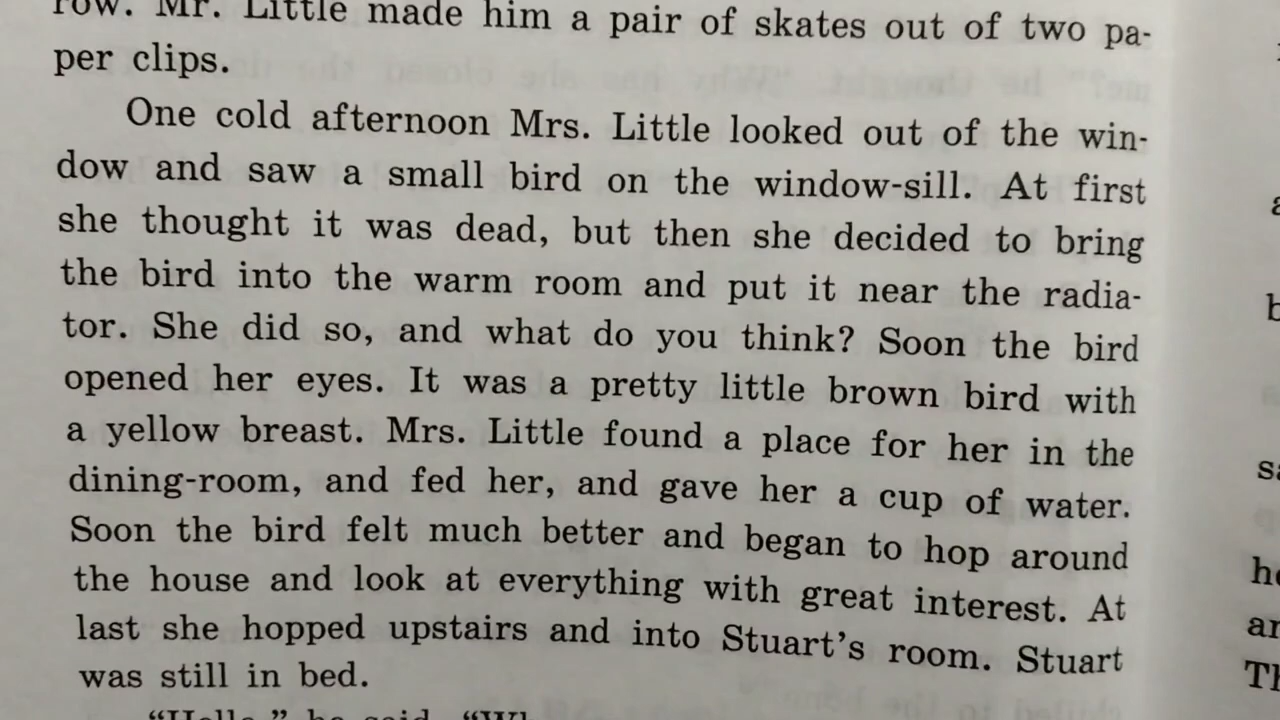 row. Mr. Little made him a pair of skates out of two pa-
per clips.
One cold afternoon Mrs. Little looked out of the win-
dow and saw a small bird on the window-sill. At first
she thought it was dead, but then she decided to bring
the bird into the warm room and put it near the radia-
tor. She did so, and what do you think? Soon the bird
opened her eyes. It was a pretty little brown bird with
a yellow breast. Mrs. Little found a place for her in the
dining-room, and fed her, and gave her a cup of water.
Soon the bird felt much better and began to hop around
the house and look at everything with great interest. At
last she hopped upstairs and into Stuart's room. Stuart
was still in bed.
"Hello," he said.